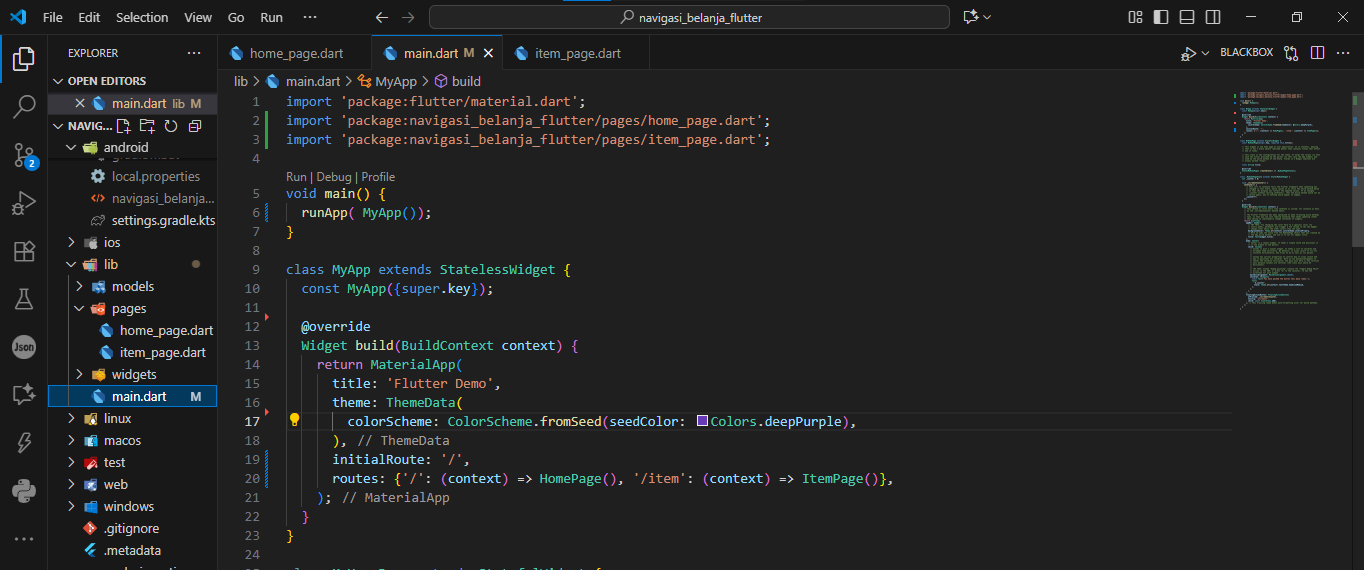 File Edit Selection View Go Run ···
navigasi_belanja_flutter
EXPLORER ···
home_page.dart
main.dart M
item_page.dart
BLACKBOX
OPEN EDITORS
main.dart lib M
NAVIG...
android
local.properties
navigasi_belanja...
settings.gradle.kts
ios
lib
models
pages
home_page.dart
item_page.dart
widgets
main.dart M
linux
macos
test
web
windows
.gitignore
.metadata
2
Json
lib > main.dart > MyApp > build
1 import 'package:flutter/material.dart';
2 import 'package:navigasi_belanja_flutter/pages/home_page.dart';
3 import 'package:navigasi_belanja_flutter/pages/item_page.dart';
4
Run | Debug | Profile
5 void main() {
6 runApp( MyApp());
7 }
8
9 class MyApp extends StatelessWidget {
10 const MyApp({super.key});
11
12 @override
13 Widget build(BuildContext context) {
14 return MaterialApp(
15 title: 'Flutter Demo',
16 theme: ThemeData(
17 colorScheme: ColorScheme.fromSeed(seedColor: Colors.deepPurple),
18 ), // ThemeData
19 initialRoute: '/',
20 routes: {'/': (context) => HomePage(), '/item': (context) => ItemPage()},
21 ); // MaterialApp
22 }
23 }
24